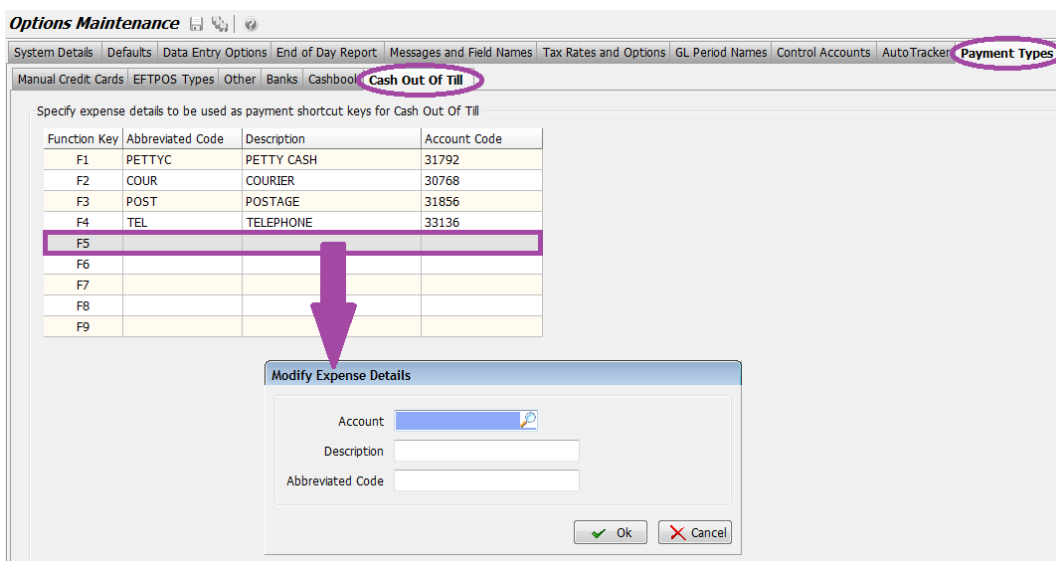 Options Maintenance
System Details Defaults Data Entry Options End of Day Report Messages and Field Names Tax Rates and Options GL Period Names Control Accounts AutoTracker Payment Types
Manual Credit Cards EFTPOS Types Other Banks Cashbook Cash Out Of Till
Specify expense details to be used as payment shortcut keys for Cash Out Of Till
Function Key Abbreviated Code Description Account Code
F1 PETTYC PETTY CASH 31792
F2 COUR COURIER 30768
F3 POST POSTAGE 31856
F4 TEL TELEPHONE 33136
F5
F6
F7
F8
F9
Modify Expense Details
Account
Description
Abbreviated Code
Ok Cancel